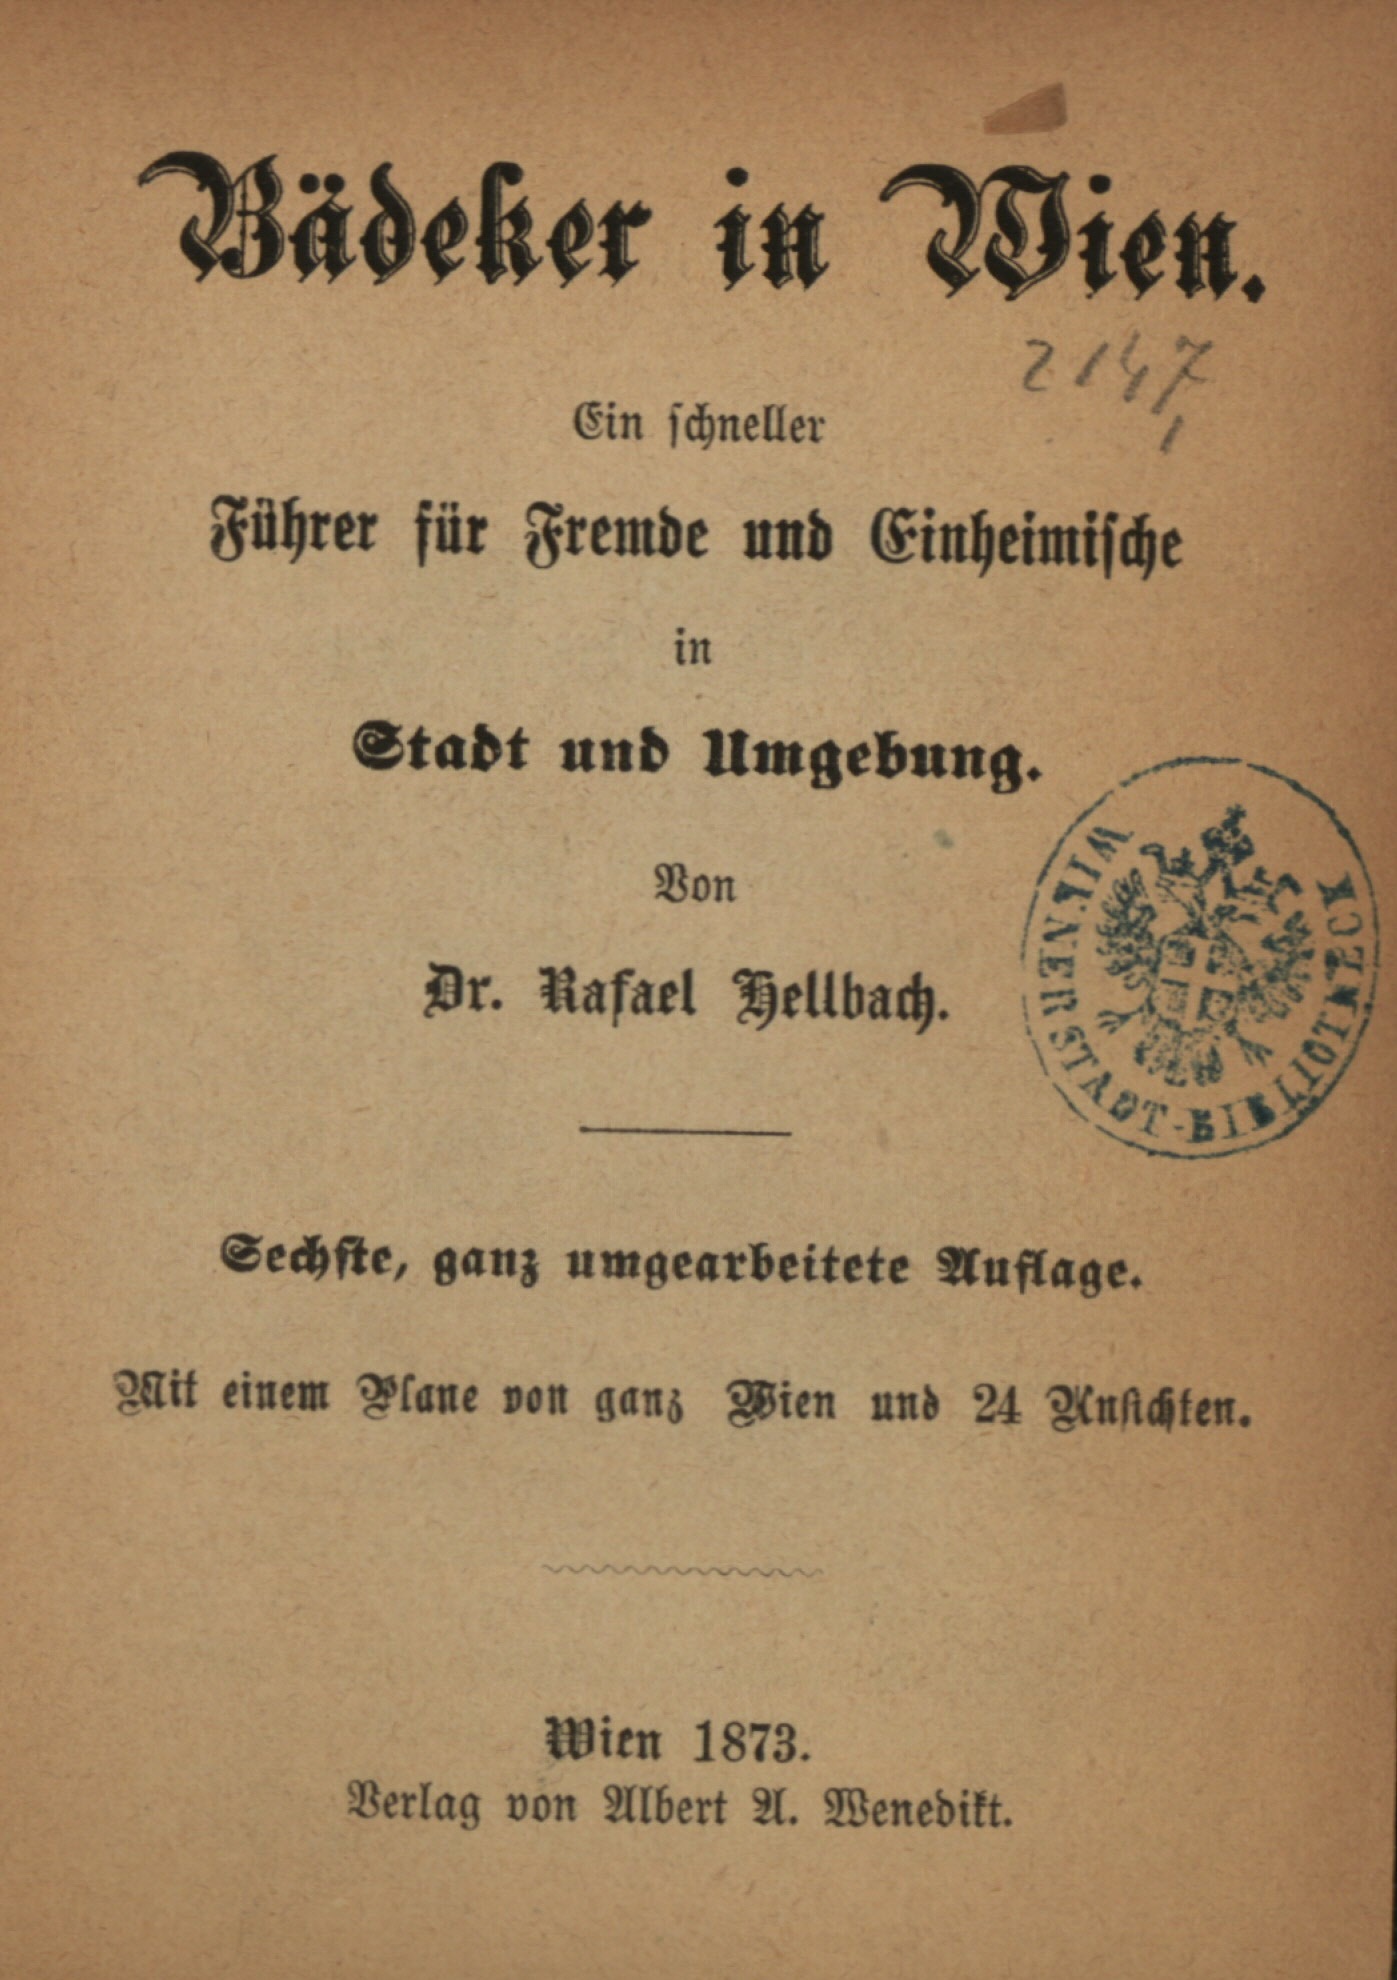 Bädeker in Wien.
2147,
Ein schneller
Führer für Fremde und Einheimische
in
Stadt und Umgebung.
Von
Dr. Rafael Hellbach.
WIENER STADT-BIBLIOTHECK
Sechste, ganz umgearbeitete Auflage.
Mit einem Plane von ganz Wien und 24 Ansichten.
Wien 1873.
Verlag von Albert A. Wenedikt.